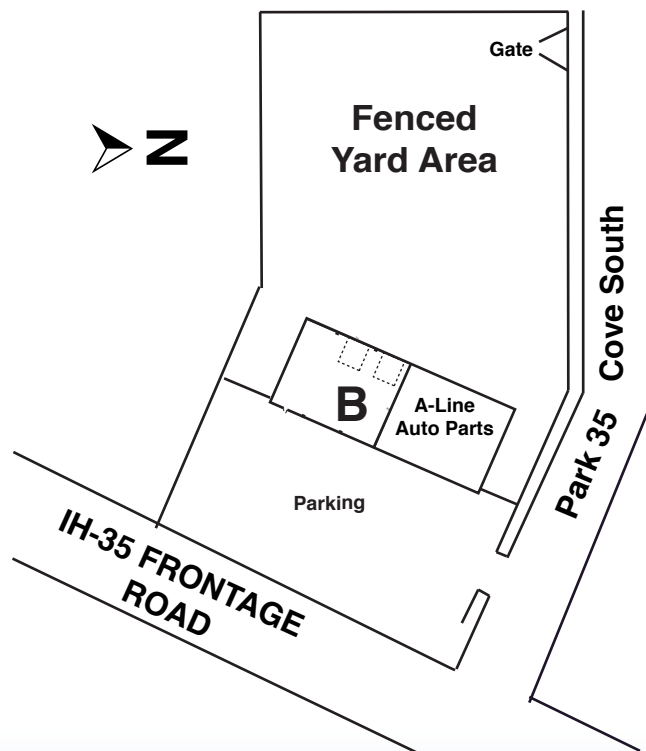 Gate
Fenced
Yard Area
N
Cove South
B
A-Line
Auto Parts
Park 35
Parking
IH-35 FRONTAGE
ROAD